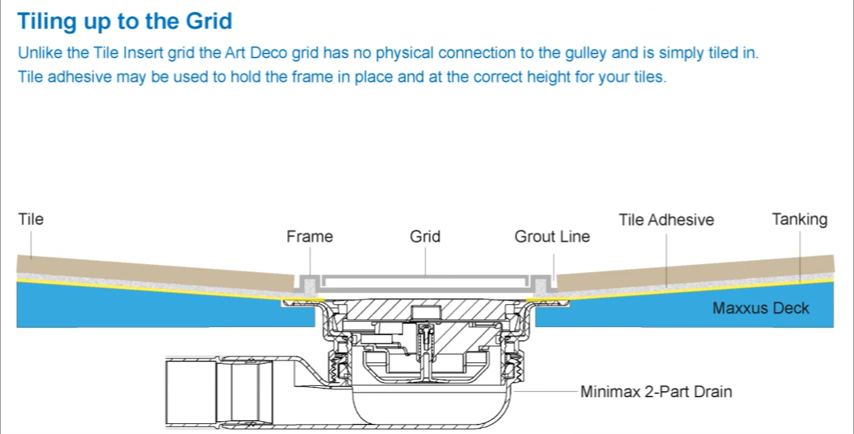 Tiling up to the Grid
Unlike the Tile Insert grid the Art Deco grid has no physical connection to the gulley and is simply tiled in.
Tile adhesive may be used to hold the frame in place and at the correct height for your tiles.
Tile
Frame
Grid
Grout Line
Tile Adhesive
Tanking
Maxxus Deck
Minimax 2-Part Drain